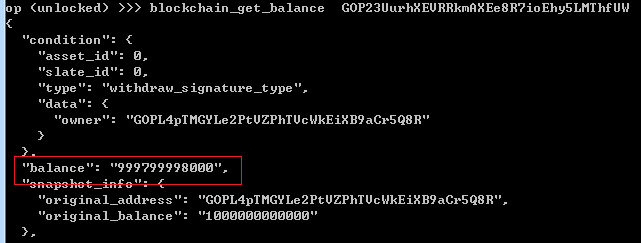 op (unlocked) >>> blockchain_get_balance  GOP23UurhXEVRRkmAXEe8R7ioEhy5LMThfUW
{
  "condition": {
    "asset_id": 0,
    "slate_id": 0,
    "type": "withdraw_signature_type",
    "data": {
      "owner": "GOPL4pTMGYLe2PtVZPhTVcWkEiXB9aCr5Q8R"
    }
  },
  "balance": "999799998000",
  "snapshot_info": {
    "original_address": "GOPL4pTMGYLe2PtVZPhTVcWkEiXB9aCr5Q8R",
    "original_balance": "1000000000000"
  },